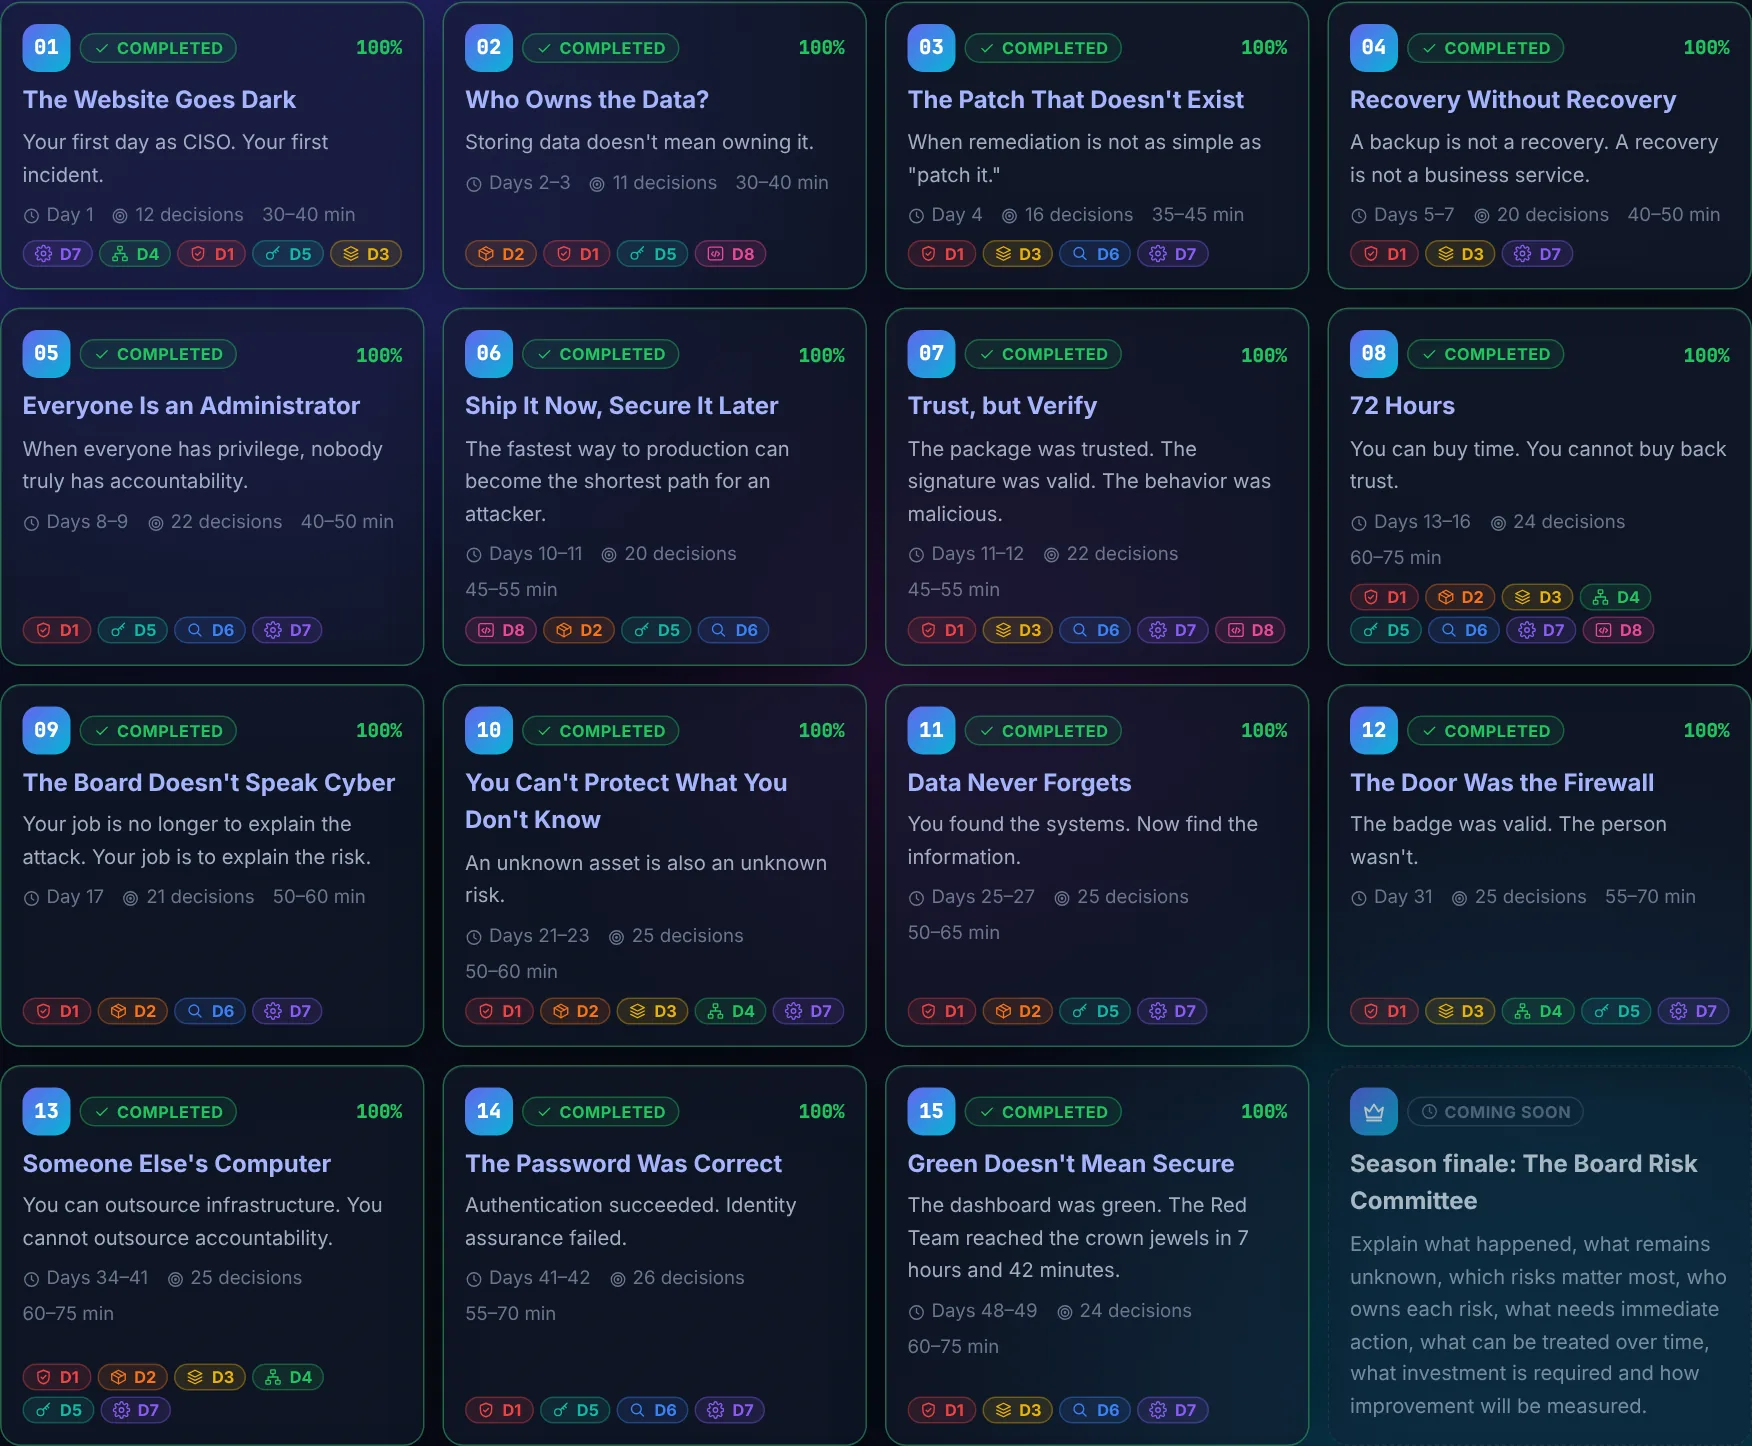 01 COMPLETED 100%
The Website Goes Dark
Your first day as CISO. Your first
incident.
Day 1 12 decisions 30–40 min
D7 D4 D1 D5 D3
02 COMPLETED 100%
Who Owns the Data?
Storing data doesn't mean owning it.
Days 2–3 11 decisions 30–40 min
D2 D1 D5 D8
03 COMPLETED 100%
The Patch That Doesn't Exist
When remediation is not as simple as
"patch it."
Day 4 16 decisions 35–45 min
D1 D3 D6 D7
04 COMPLETED 100%
Recovery Without Recovery
A backup is not a recovery. A recovery
is not a business service.
Days 5–7 20 decisions 40–50 min
D1 D3 D7
05 COMPLETED 100%
Everyone Is an Administrator
When everyone has privilege, nobody
truly has accountability.
Days 8–9 22 decisions 40–50 min
D1 D5 D6 D7
06 COMPLETED 100%
Ship It Now, Secure It Later
The fastest way to production can
become the shortest path for an
attacker.
Days 10–11 20 decisions
45–55 min
D8 D2 D5 D6
07 COMPLETED 100%
Trust, but Verify
The package was trusted. The
signature was valid. The behavior was
malicious.
Days 11–12 22 decisions
45–55 min
D1 D3 D6 D7 D8
08 COMPLETED 100%
72 Hours
You can buy time. You cannot buy back
trust.
Days 13–16 24 decisions
60–75 min
D1 D2 D3 D4
D5 D6 D7 D8
09 COMPLETED 100%
The Board Doesn't Speak Cyber
Your job is no longer to explain the
attack. Your job is to explain the risk.
Day 17 21 decisions 50–60 min
D1 D2 D6 D7
10 COMPLETED 100%
You Can't Protect What You
Don't Know
An unknown asset is also an unknown
risk.
Days 21–23 25 decisions
50–60 min
D1 D2 D3 D4 D7
11 COMPLETED 100%
Data Never Forgets
You found the systems. Now find the
information.
Days 25–27 25 decisions
50–65 min
D1 D2 D5 D7
12 COMPLETED 100%
The Door Was the Firewall
The badge was valid. The person
wasn't.
Day 31 25 decisions 55–70 min
D1 D3 D4 D5 D7
13 COMPLETED 100%
Someone Else's Computer
You can outsource infrastructure. You
cannot outsource accountability.
Days 34–41 25 decisions
60–75 min
D1 D2 D3 D4
D5 D7
14 COMPLETED 100%
The Password Was Correct
Authentication succeeded. Identity
assurance failed.
Days 41–42 26 decisions
55–70 min
D1 D5 D6 D7
15 COMPLETED 100%
Green Doesn't Mean Secure
The dashboard was green. The Red
Team reached the crown jewels in 7
hours and 42 minutes.
Days 48–49 24 decisions
60–75 min
D1 D3 D6 D7
COMING SOON
Season finale: The Board Risk
Committee
Explain what happened, what remains
unknown, which risks matter most, who
owns each risk, what needs immediate
action, what can be treated over time,
what investment is required and how
improvement will be measured.